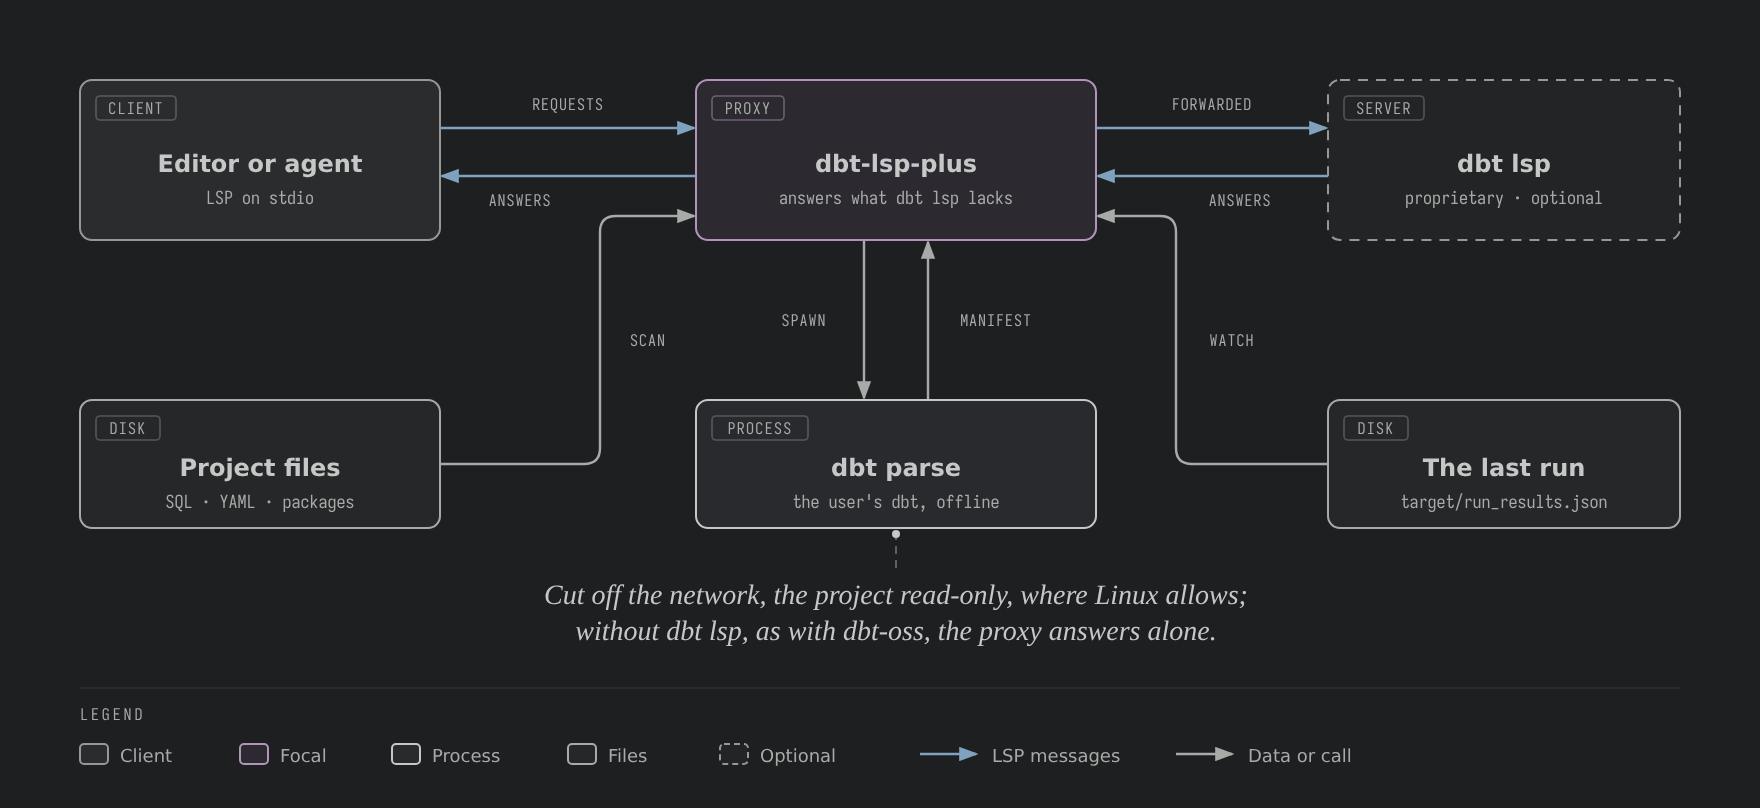 CLIENT
Editor or agent
LSP on stdio
REQUESTS
ANSWERS
PROXY
dbt-lsp-plus
answers what dbt lsp lacks
FORWARDED
ANSWERS
SERVER
dbt lsp
proprietary · optional
SCAN
SPAWN
MANIFEST
WATCH
DISK
Project files
SQL · YAML · packages
PROCESS
dbt parse
the user's dbt, offline
DISK
The last run
target/run_results.json
Cut off the network, the project read-only, where Linux allows;
without dbt lsp, as with dbt-oss, the proxy answers alone.
LEGEND
Client
Focal
Process
Files
Optional
LSP messages
Data or call